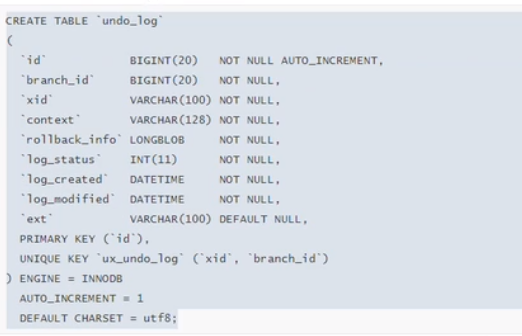 CREATE TABLE `undo_log`
(
  `id`            BIGINT(20)   NOT NULL AUTO_INCREMENT,
  `branch_id`     BIGINT(20)   NOT NULL,
  `xid`           VARCHAR(100) NOT NULL,
  `context`       VARCHAR(128) NOT NULL,
  `rollback_info` LONGBLOB     NOT NULL,
  `log_status`    INT(11)      NOT NULL,
  `log_created`   DATETIME     NOT NULL,
  `log_modified`  DATETIME     NOT NULL,
  `ext`           VARCHAR(100) DEFAULT NULL,
  PRIMARY KEY (`id`),
  UNIQUE KEY `ux_undo_log` (`xid`, `branch_id`)
) ENGINE = INNODB
  AUTO_INCREMENT = 1
  DEFAULT CHARSET = utf8;